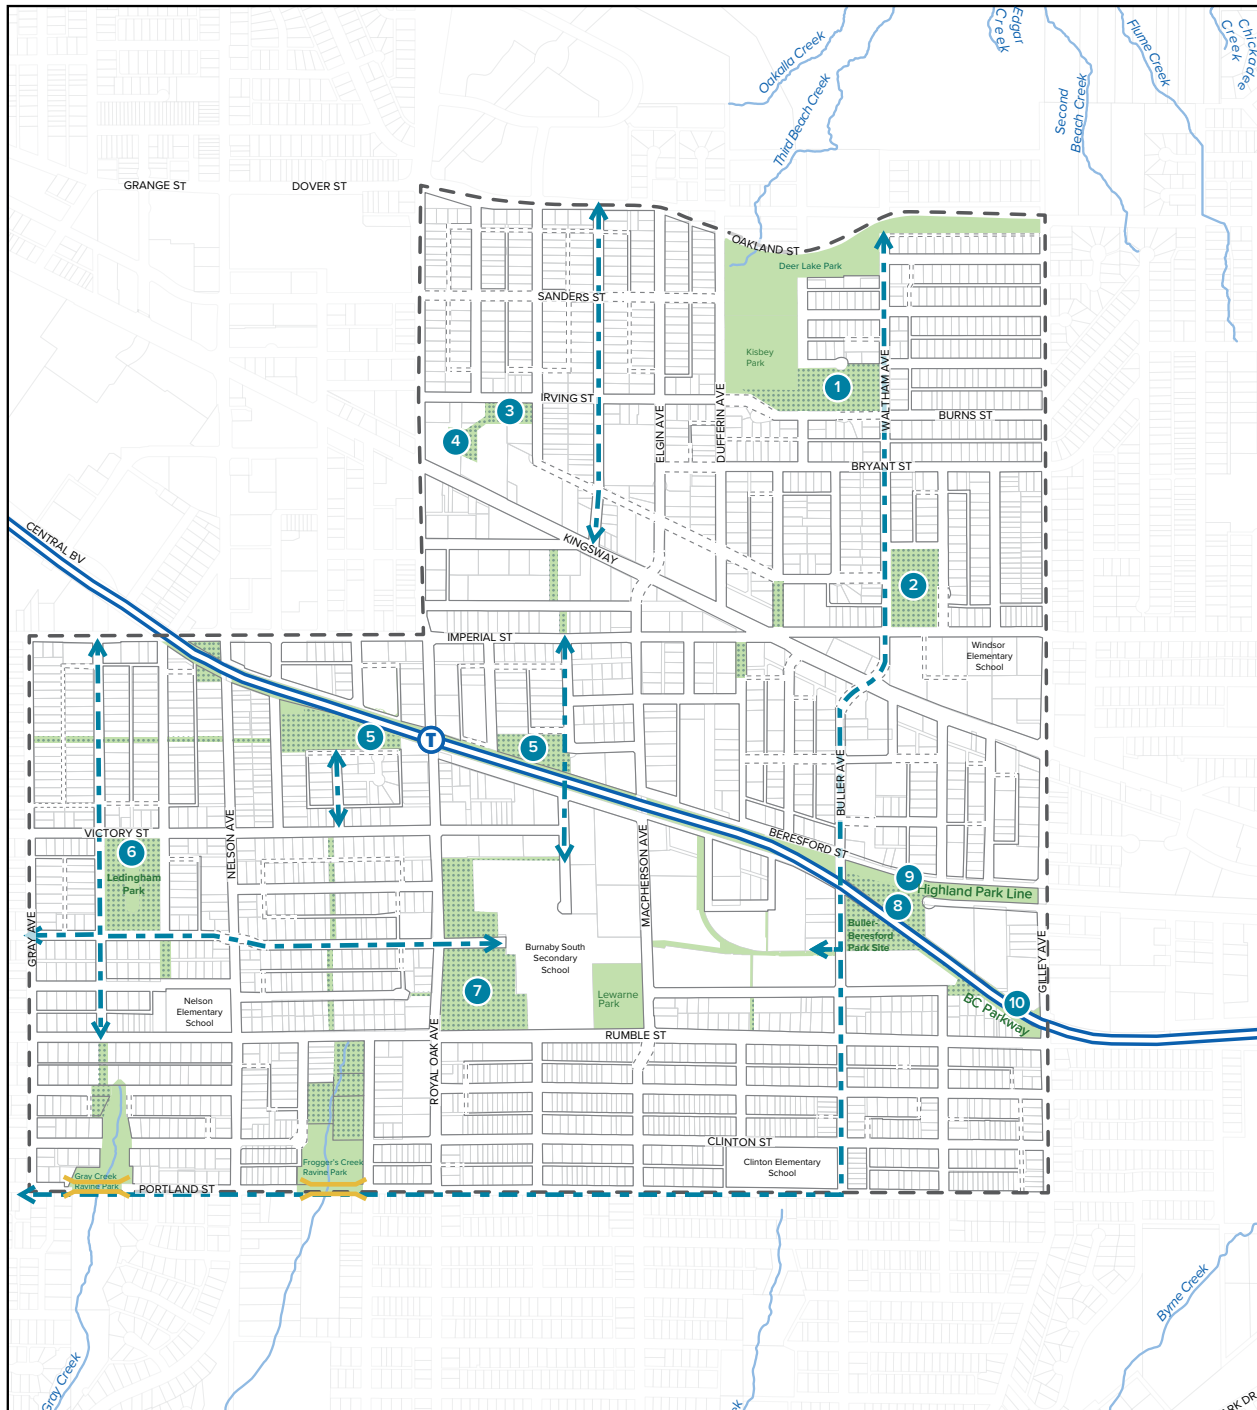 Edgar
Creek
Flume Creek
Chickadee
Creek
Oakalla Creek
Third Beach Creek
Second
Beach Creek
GRANGE ST
DOVER ST
OAKLAND ST
Deer Lake Park
SANDERS ST
Kisbey
Park
WALTHAM AVE
1
IRVING ST
3
DUFFERIN AVE
ELGIN AVE
BURNS ST
4
BRYANT ST
CENTRAL BV
KINGSWAY
2
IMPERIAL ST
Windsor
Elementary
School
5
T
5
BULLER AVE
NELSON AVE
VICTORY ST
6
Ledingham
Park
MACPHERSON AVE
BERESFORD ST
9
Highland Park Line
8
Buller-
Beresford
Park Site
GRAY AVE
Burnaby South
Secondary
School
GILLEY AVE
7
Lewarne
Park
Nelson
Elementary
School
10
BC Parkway
ROYAL OAK AVE
RUMBLE ST
CLINTON ST
Clinton Elementary
School
Frogger's Creek
Ravine Park
Gray Creek
Ravine Park
PORTLAND ST
Byrne Creek
Gray Creek